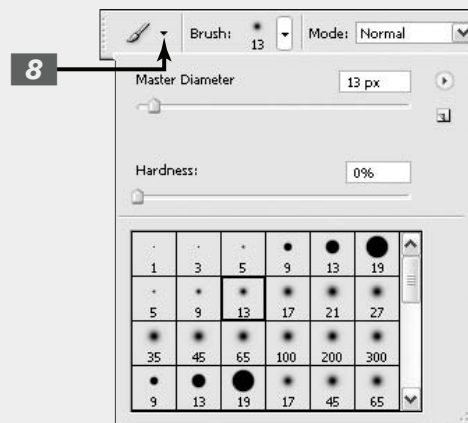 Brush: 13 Mode: Normal
8
Master Diameter 13 px
Hardness: 0%
1 3 5 9 13 19
5 9 13 17 21 27
35 45 65 100 200 300
9 13 19 17 45 65